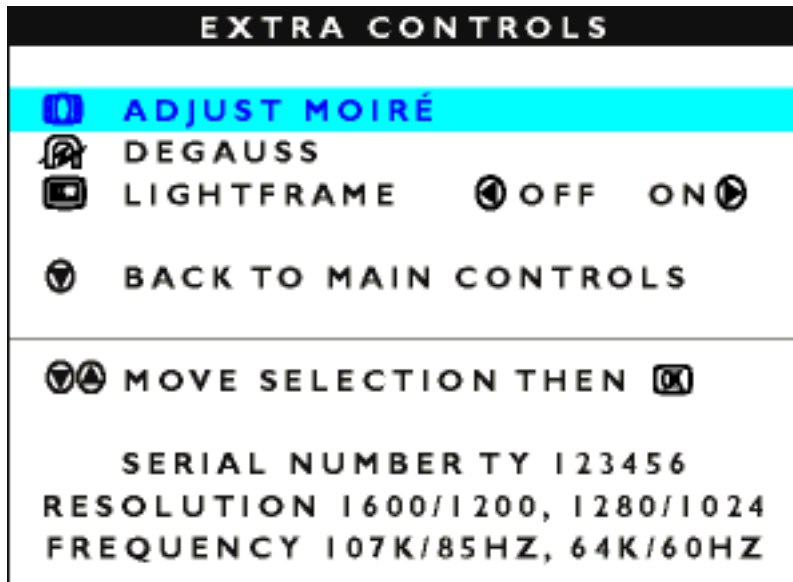 EXTRA CONTROLS
ADJUST MOIRÉ
DEGAUSS
LIGHTFRAME OFF ON
BACK TO MAIN CONTROLS
MOVE SELECTION THEN OK
SERIAL NUMBER TY 123456
RESOLUTION 1600/1200, 1280/1024
FREQUENCY 107K/85HZ, 64K/60HZ